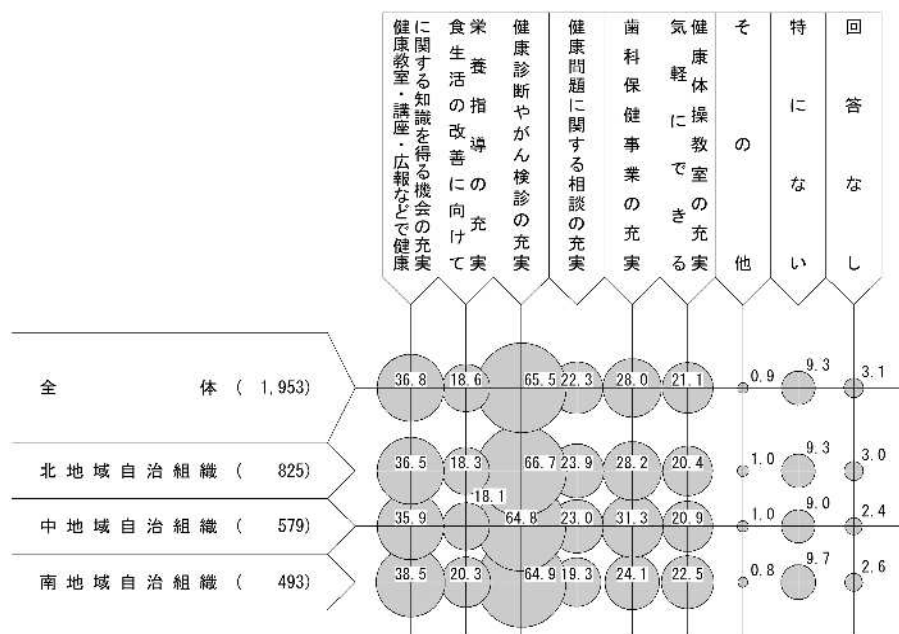 健康教室・講座・広報などで健康
に関する知識を得る機会の充実
食生活の改善に向けて
栄養指導の充実
健康診断やがん検診の充実
健康問題に関する相談の充実
歯科保健事業の充実
気軽にできる
健康体操教室の充実
その他
特にない
回答なし
全体 ( 1,953)
36.8 18.6 65.5 22.3 28.0 21.1 0.9 9.3 3.1
北地域自治組織 ( 825)
36.5 18.3 66.7 23.9 28.2 20.4 1.0 9.3 3.0
中地域自治組織 ( 579)
35.9 18.1 64.8 23.0 31.3 20.9 1.0 9.0 2.4
南地域自治組織 ( 493)
38.5 20.3 64.9 19.3 24.1 22.5 0.8 9.7 2.6